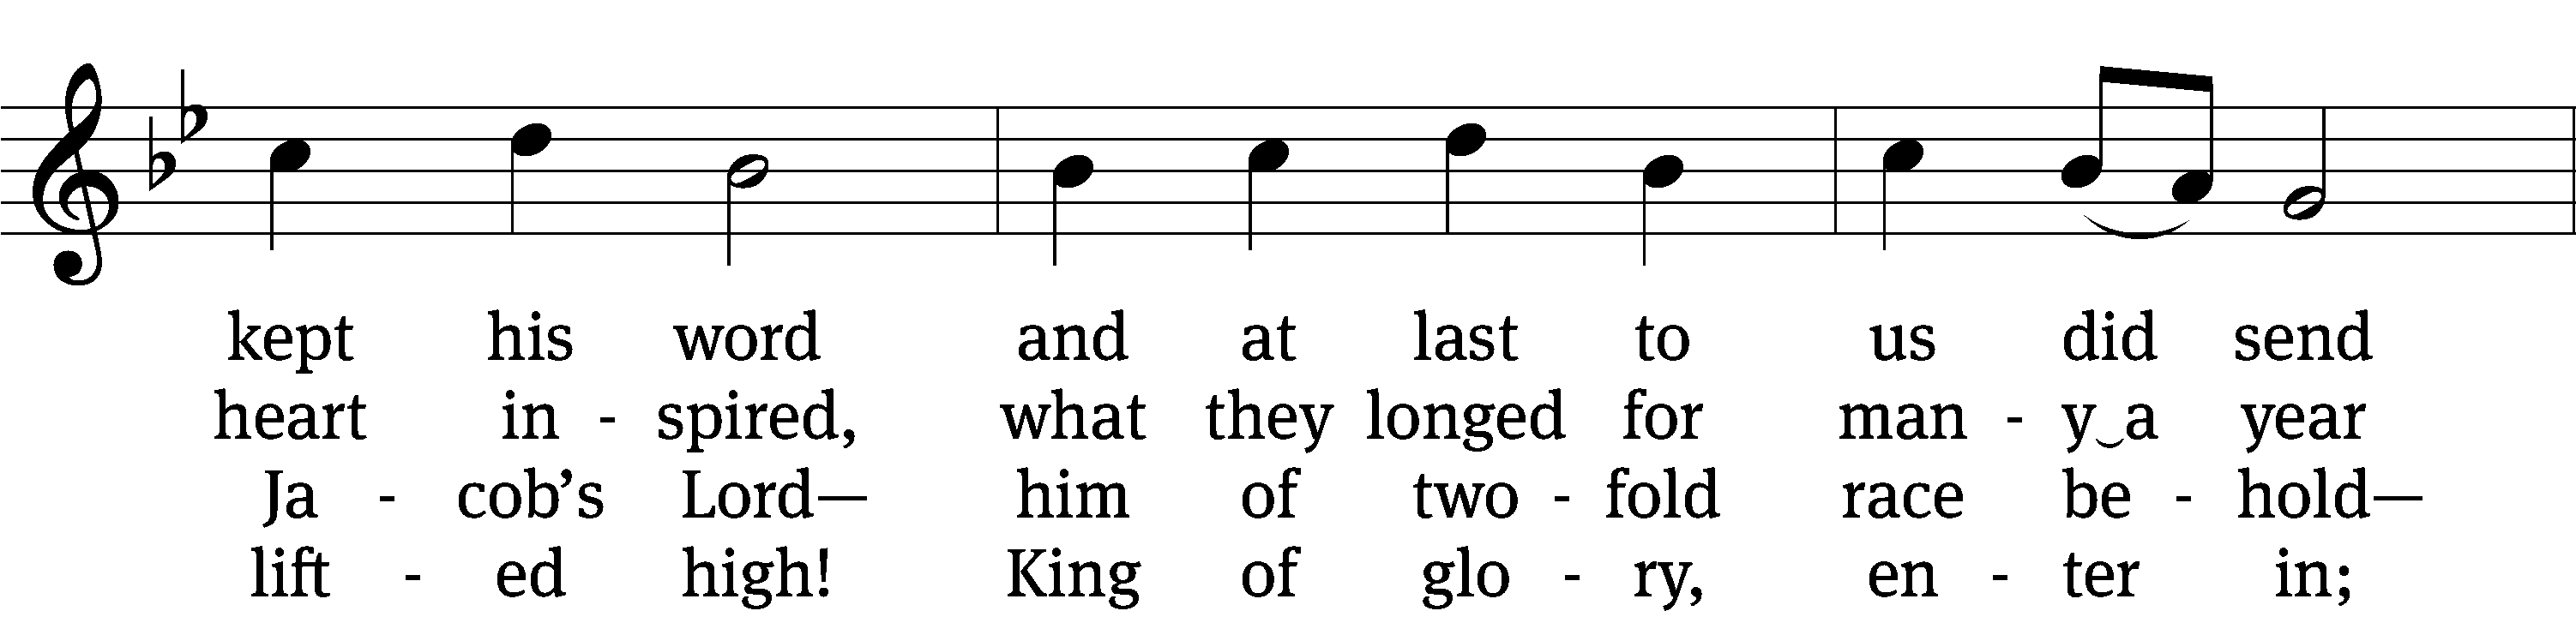 kept his word and at last to us did send
heart in - spired, what they longed for man - y‿a year
Ja - cob’s Lord— him of two - fold race be - hold—
lift - ed high! King of glo - ry, en - ter in;